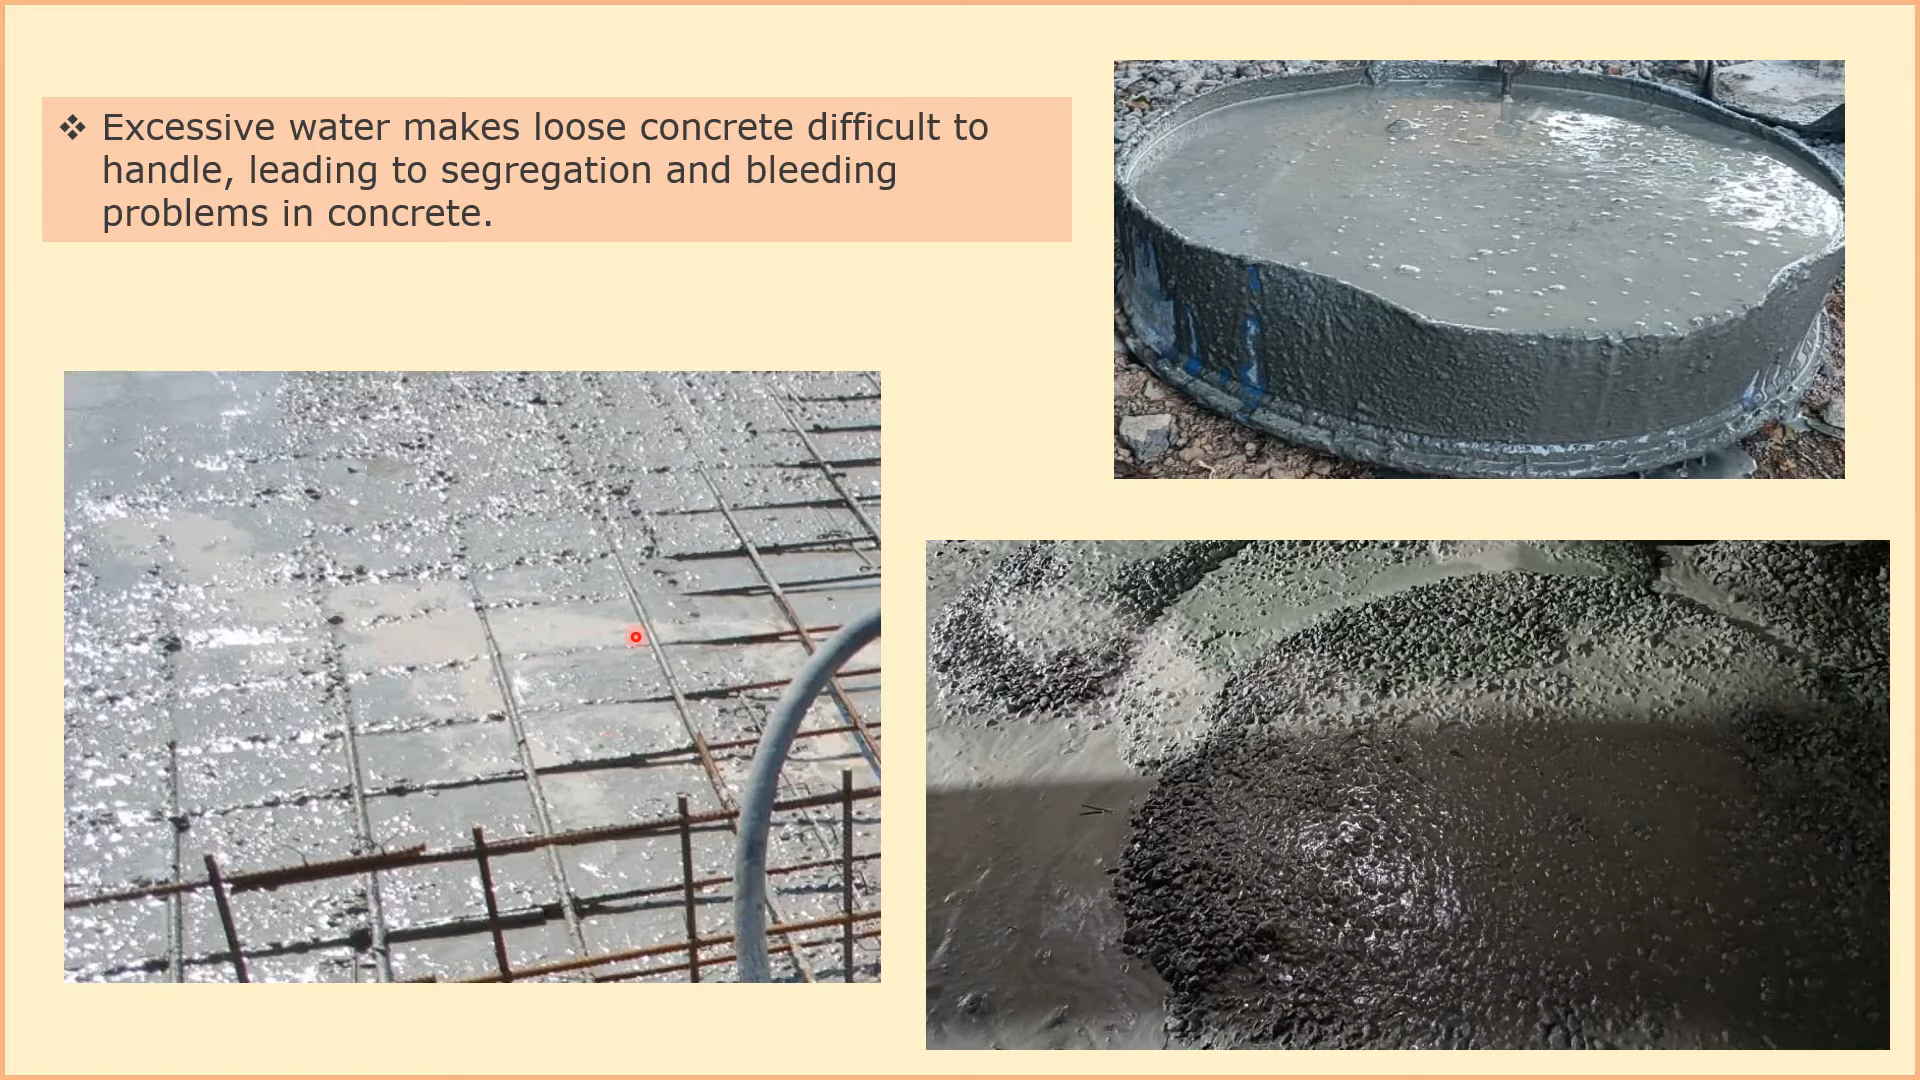 ❖ Excessive water makes loose concrete difficult to
handle, leading to segregation and bleeding
problems in concrete.